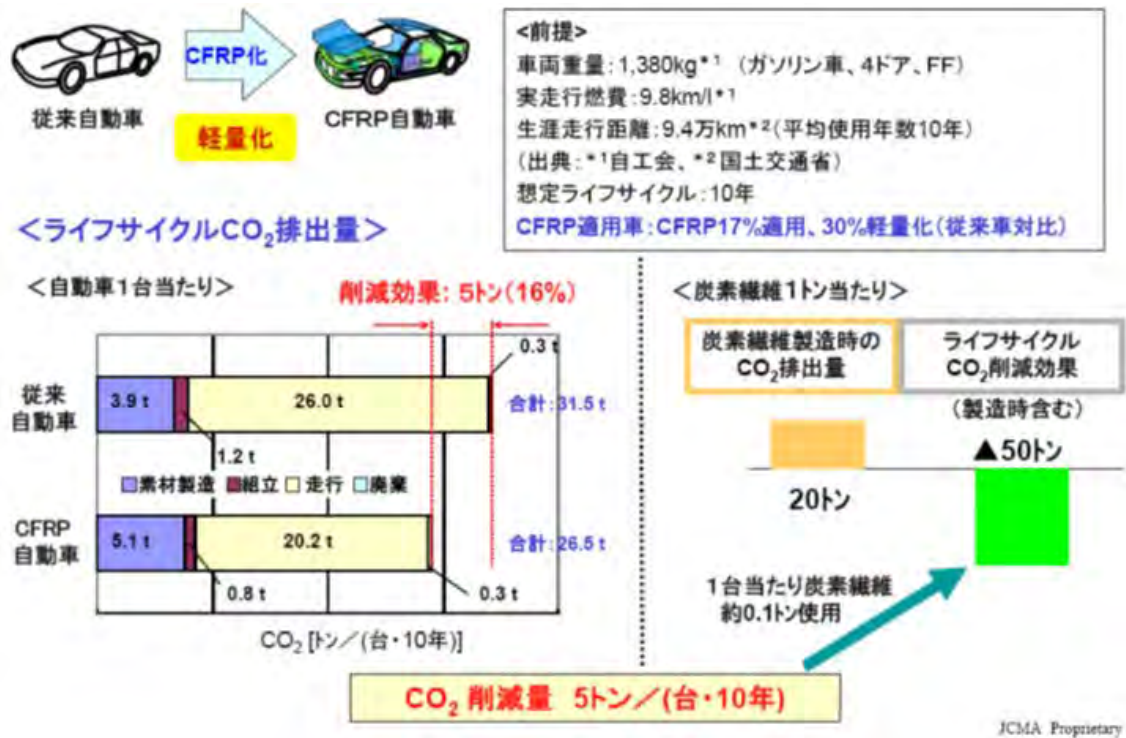 CFRP化
従来自動車
CFRP自動車
軽量化
<前提>
車両重量:1,380kg*1 (ガソリン車、4ドア、FF)
実走行燃費:9.8km/l*1
生涯走行距離:9.4万km*2(平均使用年数10年)
(出典:*1自工会、*2国土交通省)
想定ライフサイクル:10年
CFRP適用車:CFRP17%適用、30%軽量化(従来車対比)
<ライフサイクルCO2排出量>
<自動車1台当たり>
削減効果:5トン(16%)
0.3 t
従来
自動車
3.9 t
26.0 t
合計:31.5 t
1.2 t
素材製造 組立 走行 廃棄
CFRP
自動車
5.1 t
20.2 t
合計:26.5 t
0.8 t
0.3 t
CO2 [トン/(台・10年)]
<炭素繊維1トン当たり>
炭素繊維製造時の
CO2排出量
ライフサイクル
CO2削減効果
(製造時含む)
▲50トン
20トン
1台当たり炭素繊維
約0.1トン使用
CO2 削減量 5トン/(台・10年)
JCMA Proprietary